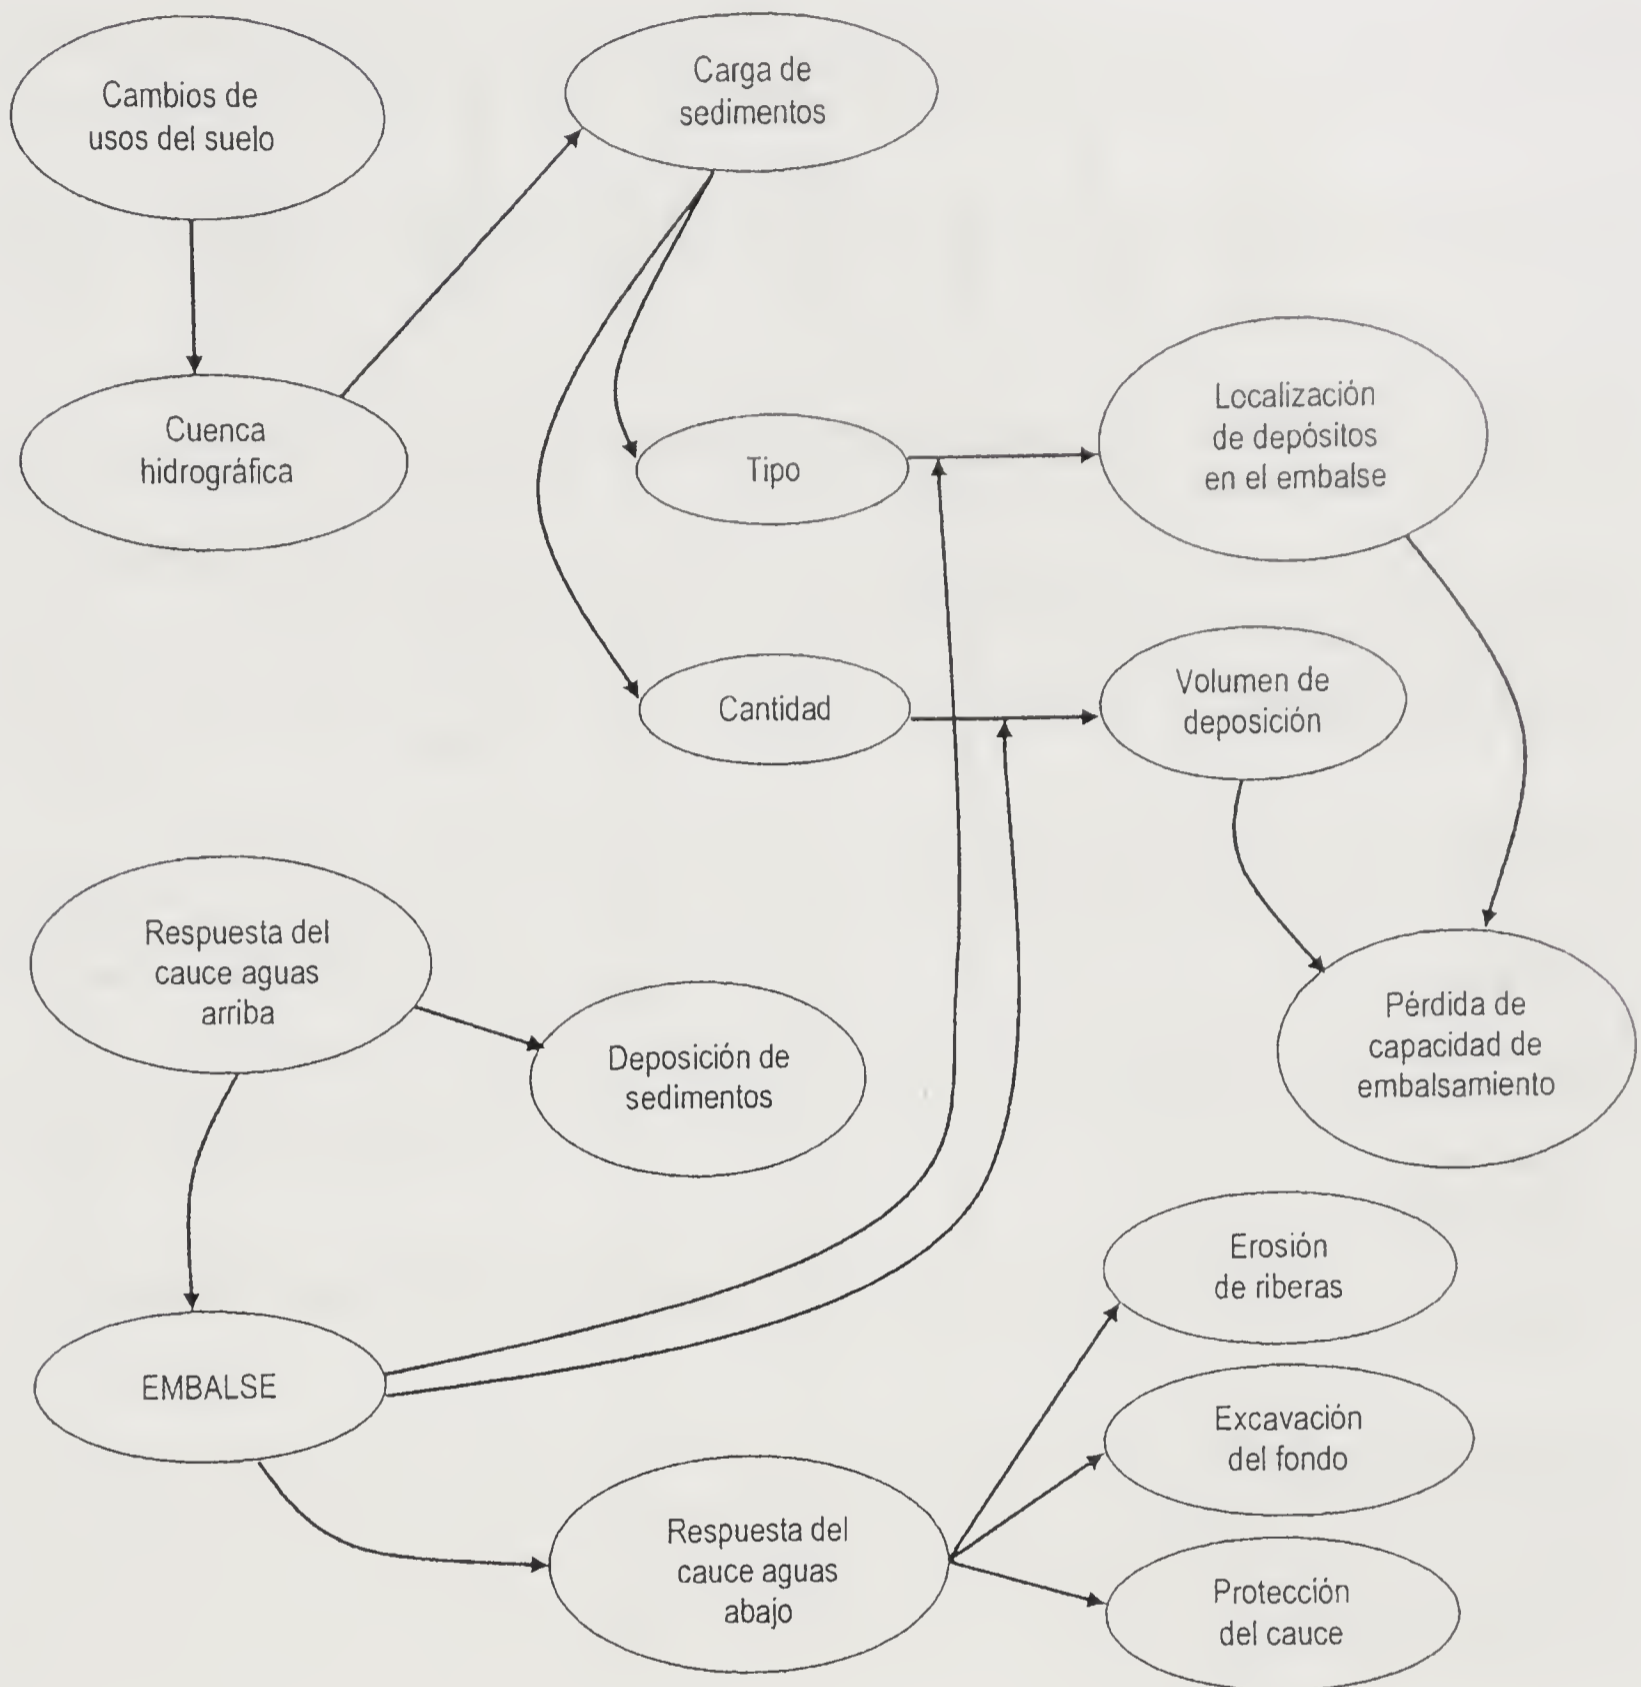 Cambios de
usos del suelo
Carga de
sedimentos
Cuenca
hidrográfica
Tipo
Localización
de depósitos
en el embalse
Cantidad
Volumen de
deposición
Respuesta del
cauce aguas
arriba
Deposición de
sedimentos
Pérdida de
capacidad de
embalsamiento
EMBALSE
Erosión
de riberas
Excavación
del fondo
Respuesta del
cauce aguas
abajo
Protección
del cauce